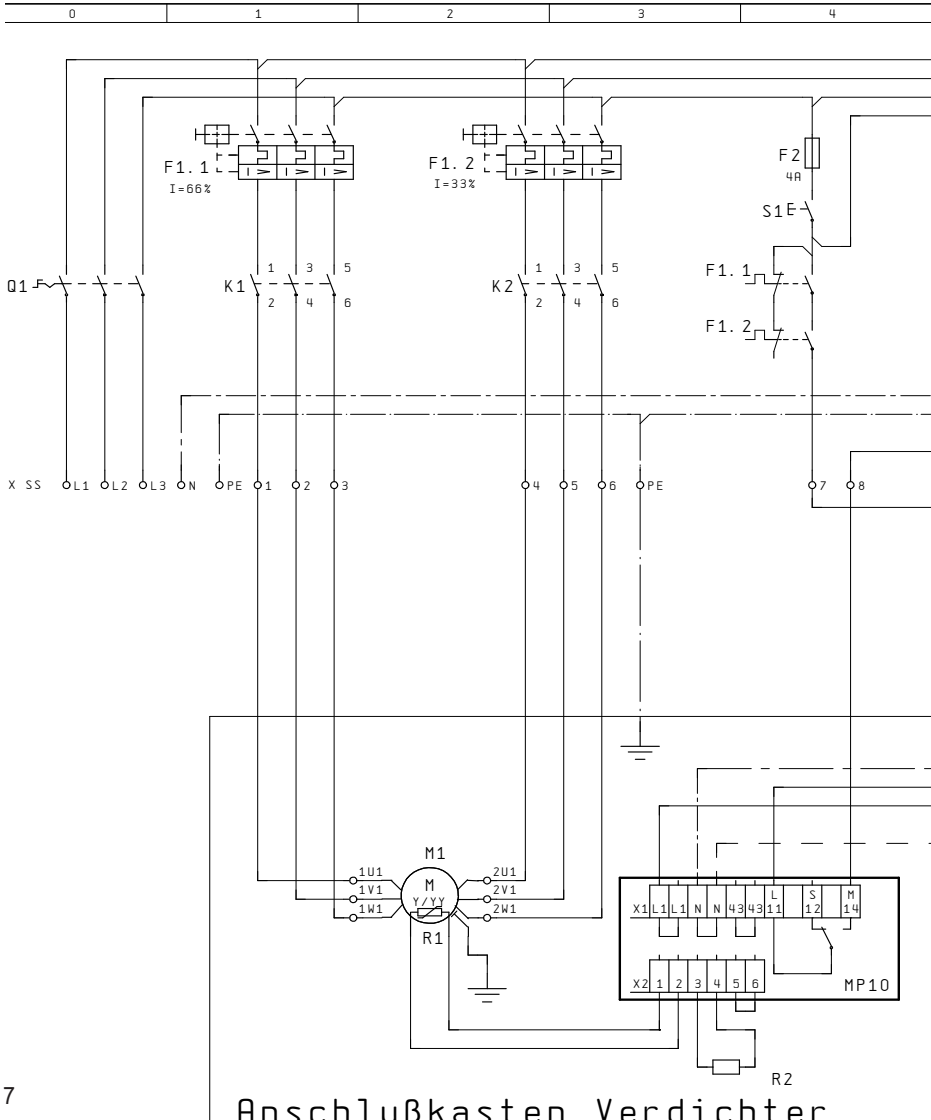 0 1 2 3 4
F1.1
I=66%
F1.2
I=33%
F2
4A
S1
Q1
K1
1 3 5
2 4 6
K2
1 3 5
2 4 6
F1.1
F1.2
X SS L1 L2 L3 N PE 1 2 3 4 5 6 PE 7 8
M1
1U1
1V1
1W1
M
Y/YY
2U1
2V1
2W1
R1
L S M
X1 L1 L1 N N 43 43 11 12 14
X2 1 2 3 4 5 6
MP10
R2
7
Anschlußkasten Verdichter